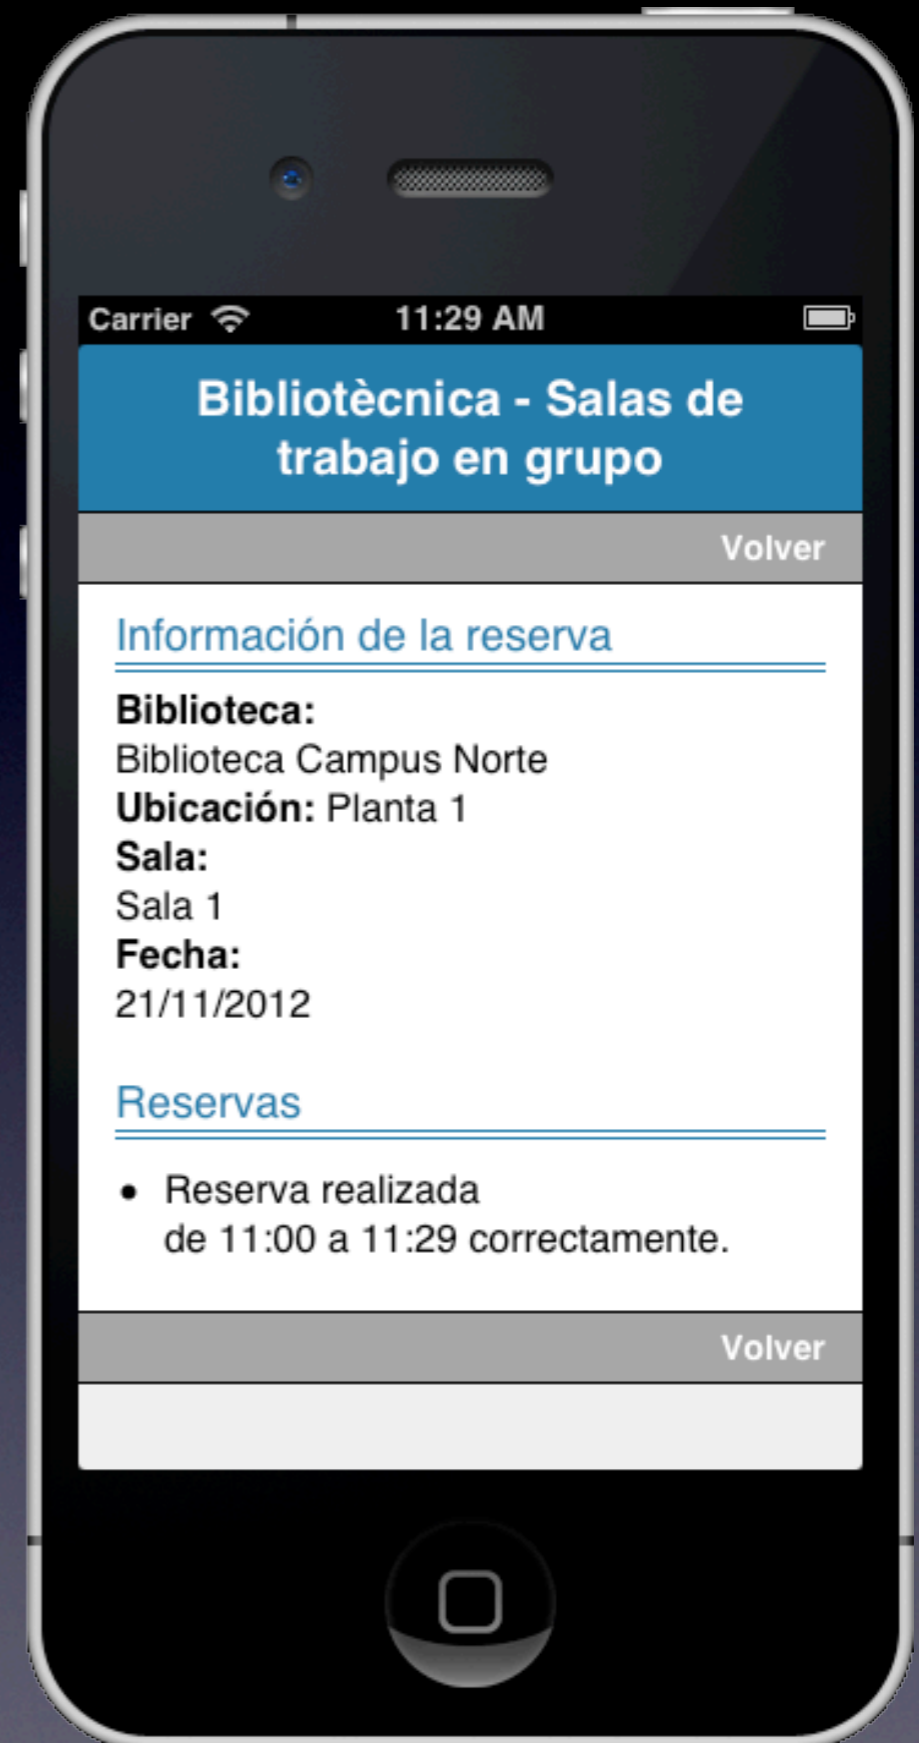 Carrier 11:29 AM
Bibliotècnica - Salas de
trabajo en grupo
Volver
Información de la reserva
Biblioteca:
Biblioteca Campus Norte
Ubicación: Planta 1
Sala:
Sala 1
Fecha:
21/11/2012
Reservas
• Reserva realizada
de 11:00 a 11:29 correctamente.
Volver